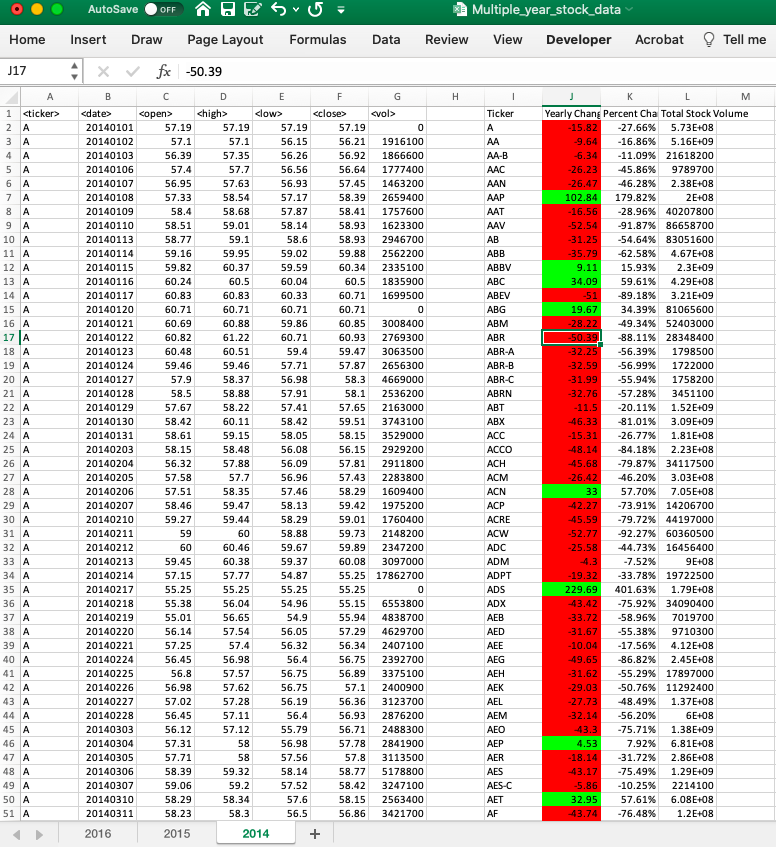 AutoSave OFF Multiple_year_stock_data
Home Insert Draw Page Layout Formulas Data Review View Developer Acrobat Tell me
J17 fx -50.39
A B C D E F G H I J K L M
1 <ticker> <date> <open> <high> <low> <close> <vol> Ticker Yearly Chang Percent Cha Total Stock Volume
2 A 20140101 57.19 57.19 57.19 57.19 0 A -15.82 -27.66% 5.73E+08
3 A 20140102 57.1 57.1 56.15 56.21 1916100 AA -9.64 -16.86% 5.16E+09
4 A 20140103 56.39 57.35 56.26 56.92 1866600 AA-B -6.34 -11.09% 21618200
5 A 20140106 57.4 57.7 56.56 56.64 1777400 AAC -26.23 -45.86% 9789700
6 A 20140107 56.95 57.63 56.93 57.45 1463200 AAN -26.47 -46.28% 2.38E+08
7 A 20140108 57.33 58.54 57.17 58.39 2659400 AAP 102.84 179.82% 2E+08
8 A 20140109 58.4 58.68 57.87 58.41 1757600 AAT -16.56 -28.96% 40207800
9 A 20140110 58.51 59.01 58.14 58.93 1623300 AAV -52.54 -91.87% 86658700
10 A 20140113 58.77 59.1 58.6 58.93 2946700 AB -31.25 -54.64% 83051600
11 A 20140114 59.16 59.95 59.02 59.88 2562200 ABB -35.79 -62.58% 4.67E+08
12 A 20140115 59.82 60.37 59.59 60.34 2335100 ABBV 9.11 15.93% 2.3E+09
13 A 20140116 60.24 60.5 60.04 60.5 1835900 ABC 34.09 59.61% 4.29E+08
14 A 20140117 60.83 60.83 60.33 60.71 1699500 ABEV -51 -89.18% 3.21E+09
15 A 20140120 60.71 60.71 60.71 60.71 0 ABG 19.67 34.39% 81065600
16 A 20140121 60.69 60.88 59.86 60.85 3008400 ABM -28.22 -49.34% 52403000
17 A 20140122 60.82 61.22 60.71 60.93 2769300 ABR -50.39 -88.11% 28348400
18 A 20140123 60.48 60.51 59.4 59.47 3063500 ABR-A -32.25 -56.39% 1798500
19 A 20140124 59.46 59.46 57.71 57.87 2656300 ABR-B -32.59 -56.99% 1722000
20 A 20140127 57.9 58.37 56.98 58.3 4669000 ABR-C -31.99 -55.94% 1758200
21 A 20140128 58.5 58.88 57.91 58.1 2536200 ABRN -32.76 -57.28% 3451100
22 A 20140129 57.67 58.22 57.41 57.65 2163000 ABT -11.5 -20.11% 1.52E+09
23 A 20140130 58.42 60.11 58.42 59.51 3743100 ABX -46.33 -81.01% 3.09E+09
24 A 20140131 58.61 59.15 58.05 58.15 3529000 ACC -15.31 -26.77% 1.81E+08
25 A 20140203 58.15 58.48 56.08 56.15 2929200 ACCO -48.14 -84.18% 2.23E+08
26 A 20140204 56.32 57.88 56.09 57.81 2911800 ACH -45.68 -79.87% 34117500
27 A 20140205 57.58 57.7 56.96 57.43 2283800 ACM -26.42 -46.20% 3.03E+08
28 A 20140206 57.51 58.35 57.46 58.29 1609400 ACN 33 57.70% 7.05E+08
29 A 20140207 58.46 59.47 58.13 59.42 1975200 ACP -42.27 -73.91% 14206700
30 A 20140210 59.27 59.44 58.29 59.01 1760400 ACRE -45.59 -79.72% 44197000
31 A 20140211 59 60 58.88 59.73 2148200 ACW -52.77 -92.27% 60360500
32 A 20140212 60 60.46 59.67 59.89 2347200 ADC -25.58 -44.73% 16456400
33 A 20140213 59.45 60.38 59.37 60.08 3097000 ADM -4.3 -7.52% 9E+08
34 A 20140214 57.15 57.77 54.87 55.25 17862700 ADPT -19.32 -33.78% 19722500
35 A 20140217 55.25 55.25 55.25 55.25 0 ADS 229.69 401.63% 1.79E+08
36 A 20140218 55.38 56.04 54.96 55.15 6553800 ADX -43.42 -75.92% 34090400
37 A 20140219 55.01 56.65 54.9 55.94 4838700 AEB -33.72 -58.96% 7019700
38 A 20140220 56.14 57.54 56.05 57.29 4629700 AED -31.67 -55.38% 9710300
39 A 20140221 57.25 57.4 56.32 56.34 2407100 AEE -10.04 -17.56% 4.12E+08
40 A 20140224 56.45 56.98 56.4 56.75 2392700 AEG -49.65 -86.82% 2.45E+08
41 A 20140225 56.8 57.57 56.75 56.89 3375100 AEH -31.62 -55.29% 17897000
42 A 20140226 56.98 57.62 56.75 57.1 2400900 AEK -29.03 -50.76% 11292400
43 A 20140227 57.02 57.28 56.19 56.36 3123700 AEL -27.73 -48.49% 1.37E+08
44 A 20140228 56.45 57.11 56.4 56.93 2876200 AEM -32.14 -56.20% 6E+08
45 A 20140303 56.12 57.12 55.79 56.71 2488300 AEO -43.3 -75.71% 1.38E+09
46 A 20140304 57.31 58 56.98 57.78 2841900 AEP 4.53 7.92% 6.81E+08
47 A 20140305 57.71 58 57.56 57.8 3113500 AER -18.14 -31.72% 2.86E+08
48 A 20140306 58.39 59.32 58.14 58.77 5178800 AES -43.17 -75.49% 1.29E+09
49 A 20140307 59.06 59.2 57.52 58.42 3247100 AES-C -5.86 -10.25% 2214100
50 A 20140310 58.29 58.34 57.6 58.15 2563400 AET 32.95 57.61% 6.08E+08
51 A 20140311 58.23 58.3 56.5 56.86 3421700 AF -43.74 -76.48% 1.2E+08
2016 2015 2014 +